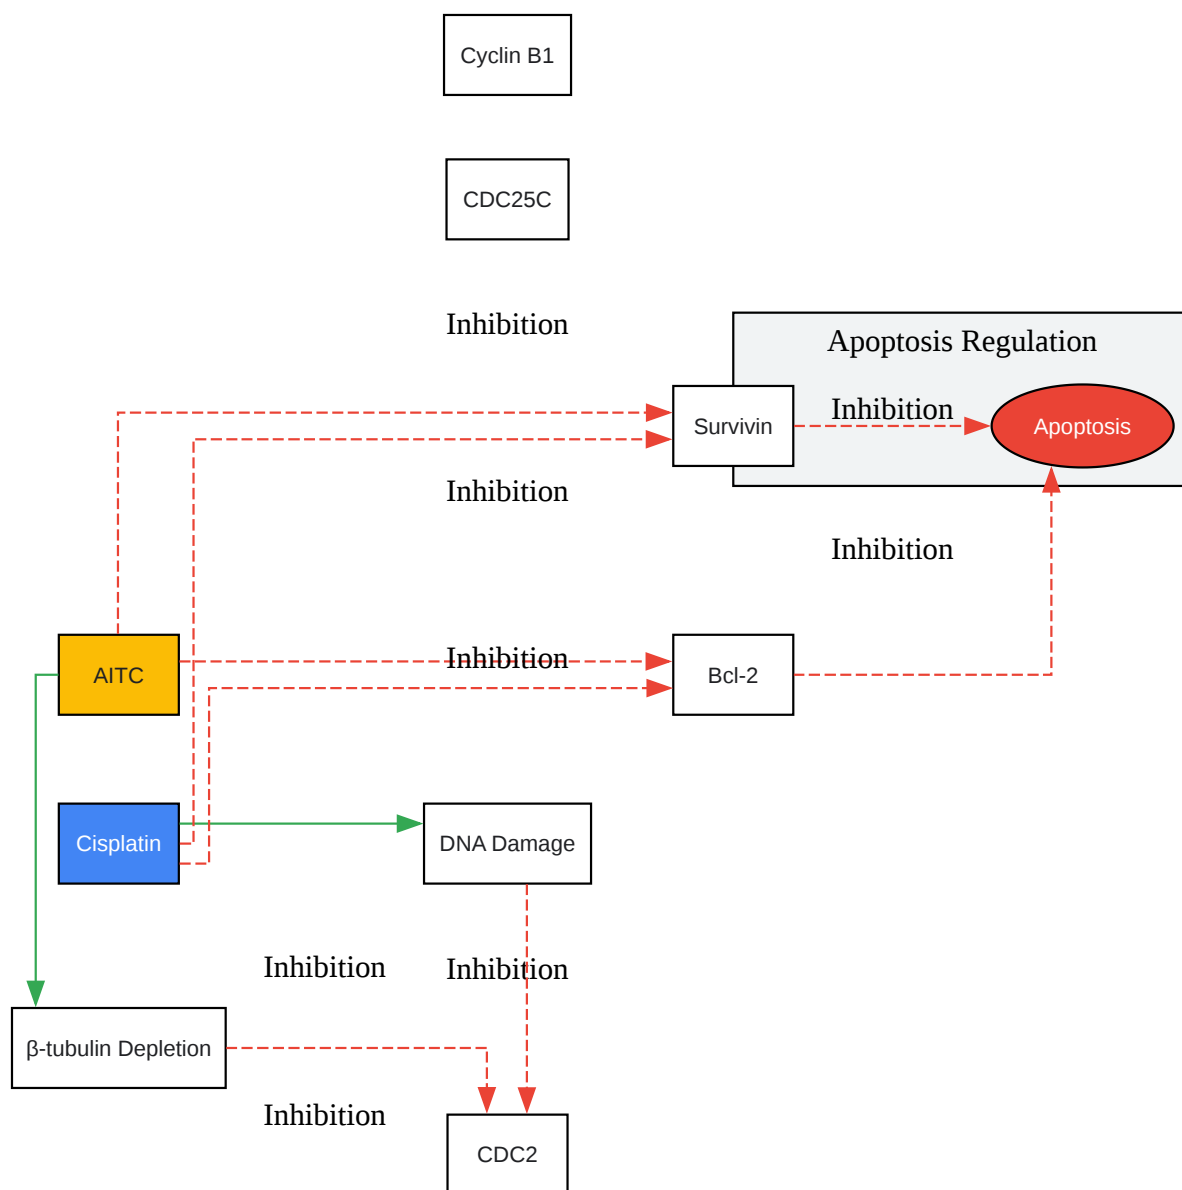 Cyclin B1
CDC25C
Inhibition
Apoptosis Regulation
Inhibition
Survivin
Apoptosis
Inhibition
Inhibition
Inhibition
AITC
Bcl-2
Cisplatin
DNA Damage
Inhibition
Inhibition
β-tubulin Depletion
Inhibition
CDC2